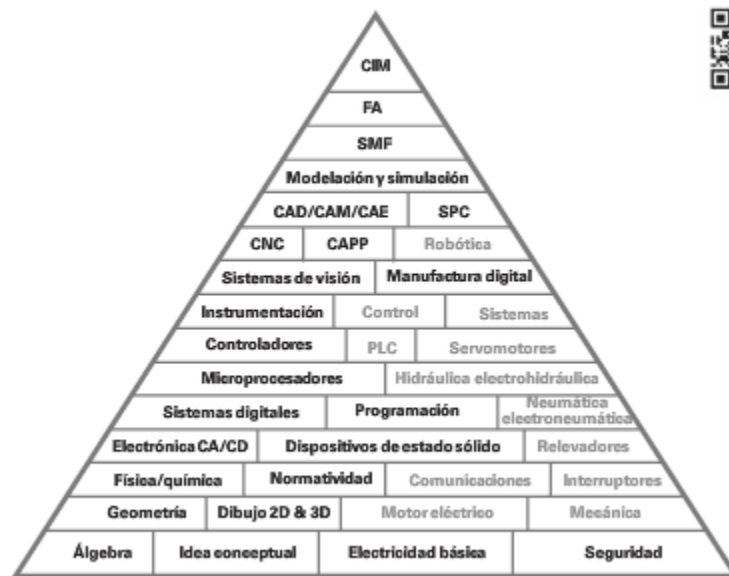 CIM
FA
SMF
Modelación y simulación
CAD/CAM/CAE SPC
CNC CAPP Robótica
Sistemas de visión Manufactura digital
Instrumentación Control Sistemas
Controladores PLC Servomotores
Microprocesadores Hidráulica electrohidráulica
Sistemas digitales Programación Neumática electroneumática
Electrónica CA/CD Dispositivos de estado sólido Relevadores
Física/química Normatividad Comunicaciones Interruptores
Geometría Dibujo 2D & 3D Motor eléctrico Mecánica
Álgebra Idea conceptual Electricidad básica Seguridad